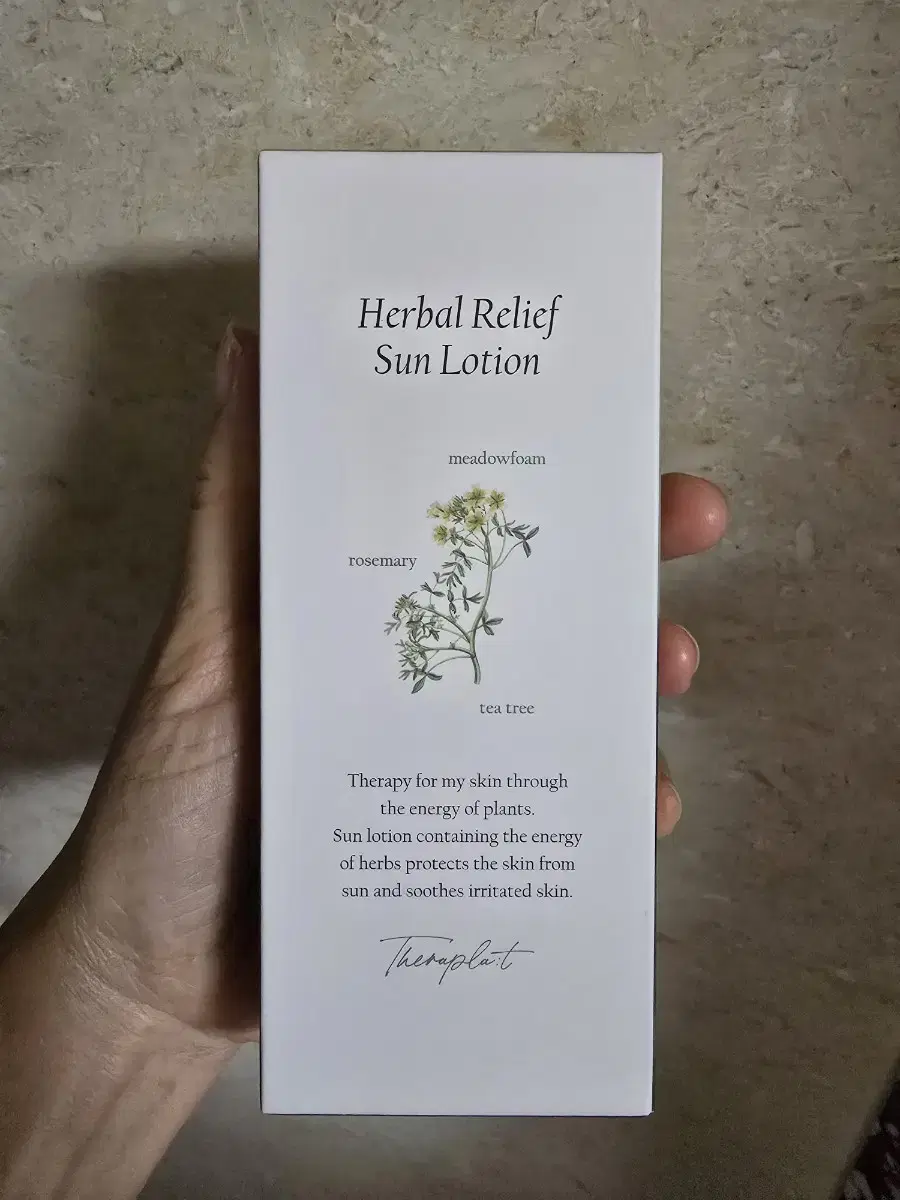 Herbal Relief
Sun Lotion
meadowfoam
rosemary
tea tree
Therapy for my skin through
the energy of plants.
Sun lotion containing the energy
of herbs protects the skin from
sun and soothes irritated skin.
Therapla:t